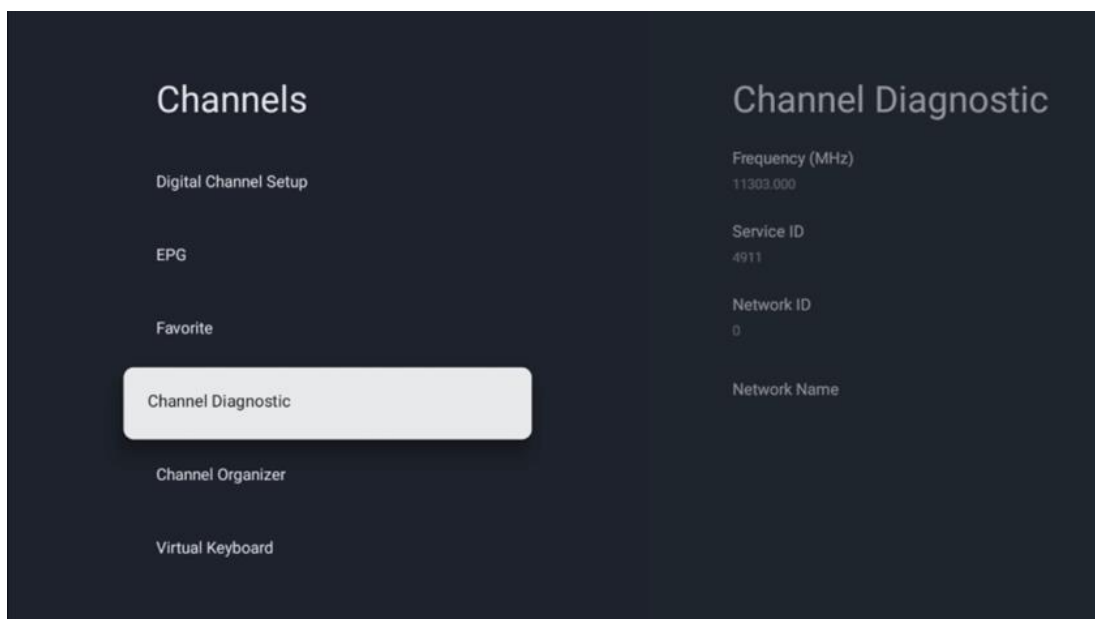 Channels
Digital Channel Setup
EPG
Favorite
Channel Diagnostic
Channel Organizer
Virtual Keyboard
Channel Diagnostic
Frequency (MHz)
11303.000
Service ID
4911
Network ID
0
Network Name